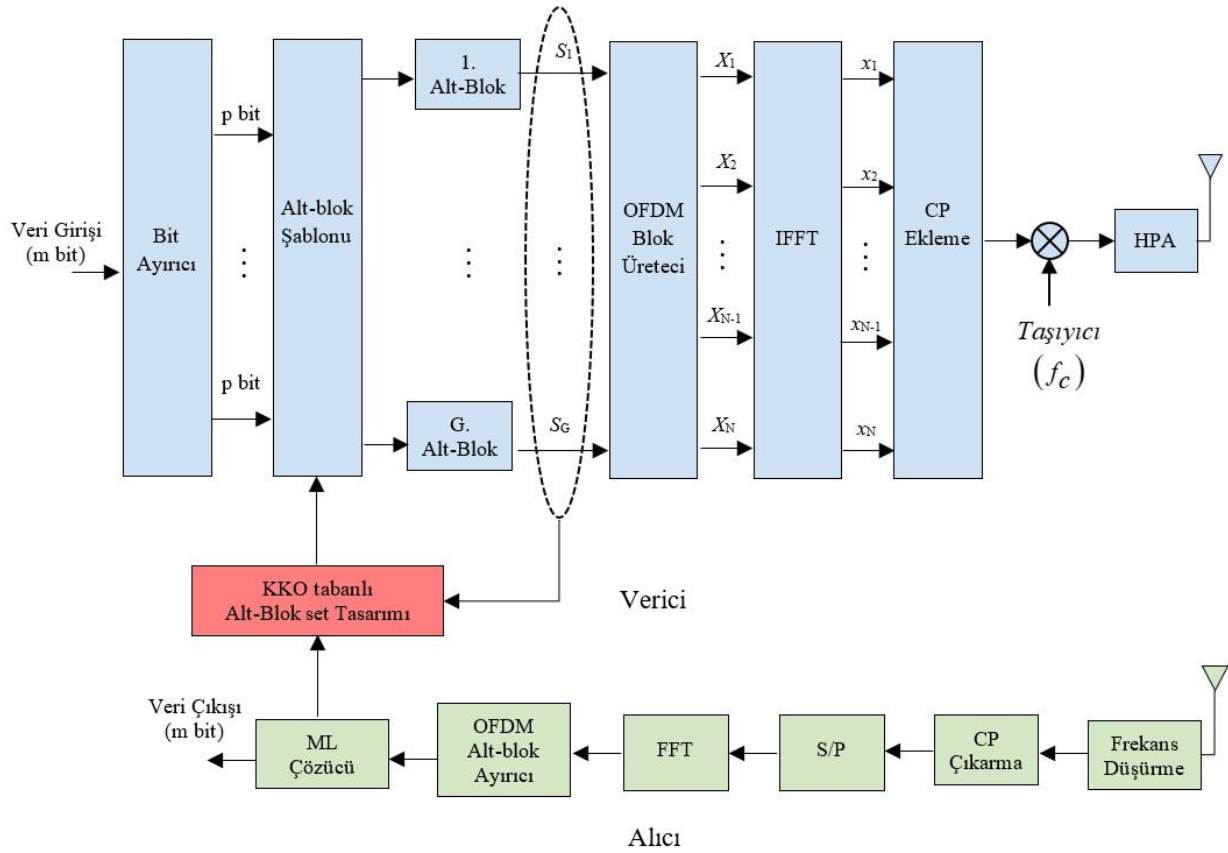 Veri Girişi
(m bit)
Bit
Ayırıcı
p bit
p bit
Alt-blok
Şablonu
1.
Alt-Blok
G.
Alt-Blok
S1
SG
OFDM
Blok
Üreteci
X1
X2
XN-1
XN
IFFT
x1
x2
xN-1
xN
CP
Ekleme
Taşıyıcı
(fc)
HPA
KKO tabanlı
Alt-Blok set Tasarımı
Verici
Veri Çıkışı
(m bit)
ML
Çözücü
OFDM
Alt-blok
Ayırıcı
FFT
S/P
CP
Çıkarma
Frekans
Düşürme
Alıcı